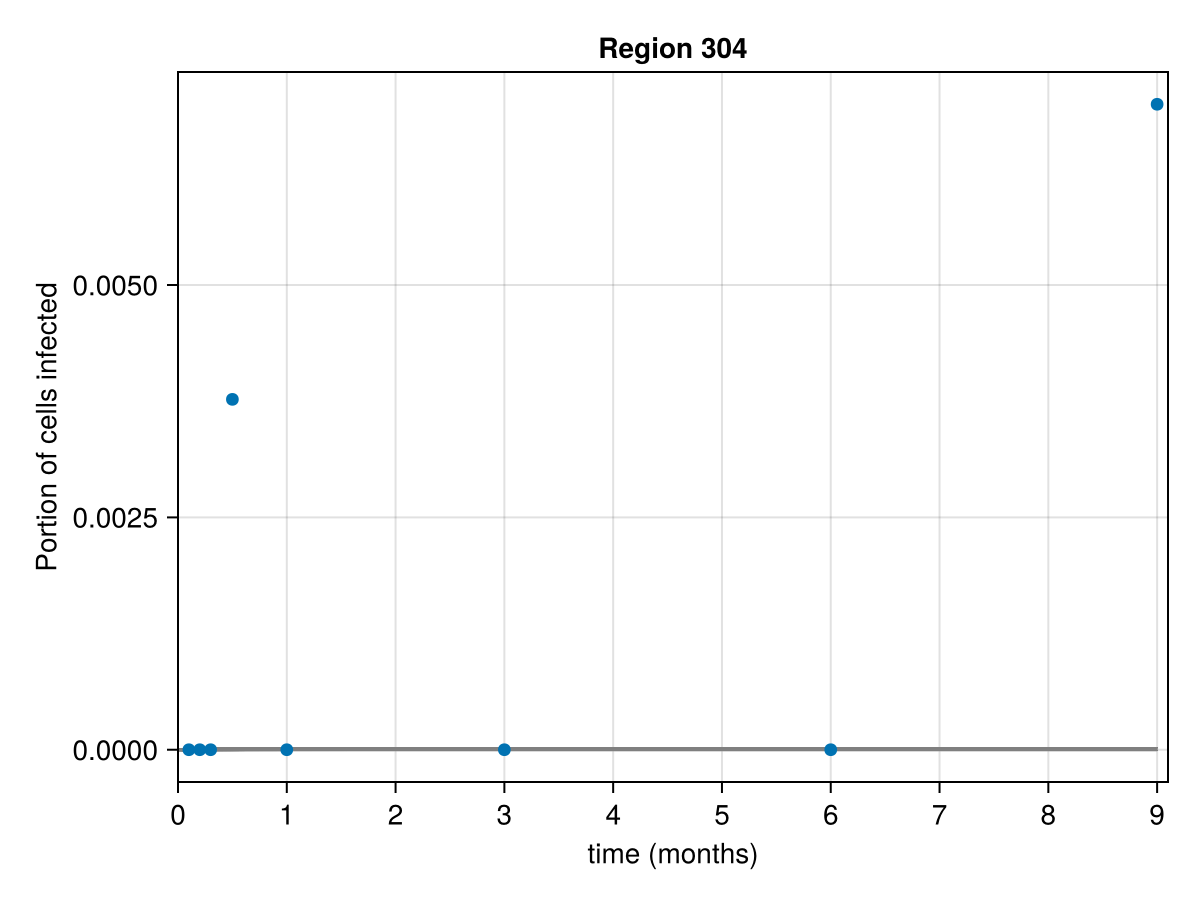 Region 304
Portion of cells infected
0.0050
0.0025
0.0000
0 1 2 3 4 5 6 7 8 9
time (months)